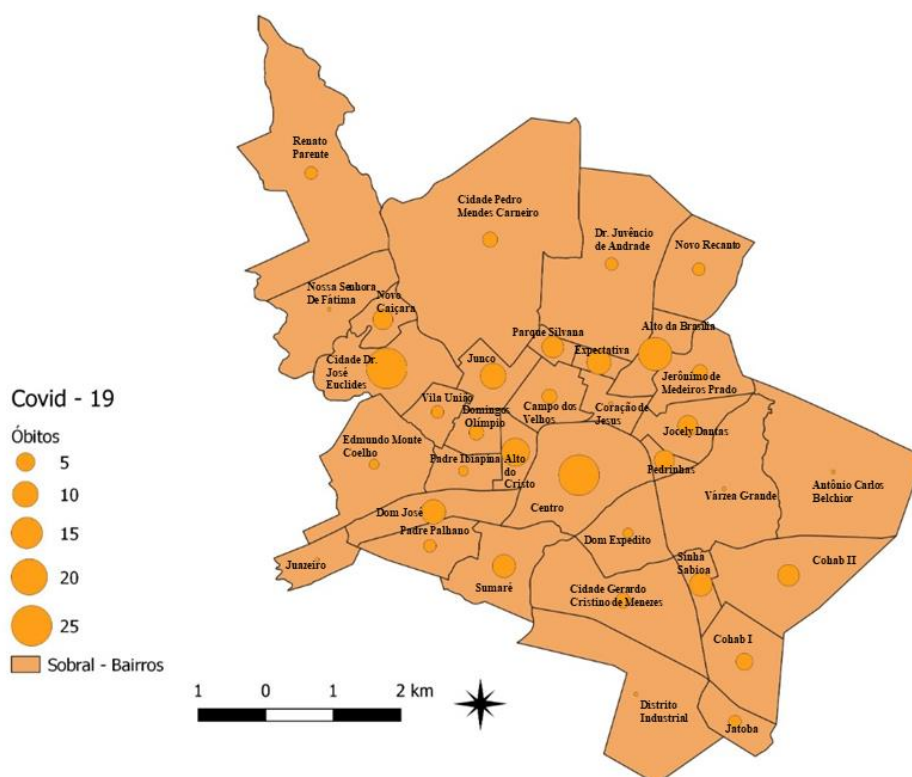 Renato
Parente
Cidade Pedro
Mendes Carneiro
Dr. Juvêncio
de Andrade
Novo Recanto
Nossa Senhora
De Fátima
Novo
Caiçara
Parque Silvana
Alto da Brasília
Expectativa
Cidade Dr.
José
Euclides
Junco
Jerônimo de
Medeiros Prado
Vila União
Domingos
Olímpio
Campo dos
Velhos
Coração de
Jesus
Jocely Dantas
Edmundo Monte
Coelho
Padre Ibiapina
Alto
do
Cristo
Pedrinhas
Antônio Carlos
Belchior
Várzea Grande
Centro
Dom José
Padre Palhano
Dom Expedito
Juazeiro
Sumaré
Sinhá
Sabioa
Cohab II
Cidade Gerardo
Cristino de Menezes
Cohab I
Distrito
Industrial
Jatoba
Covid - 19
Óbitos
5
10
15
20
25
Sobral - Bairros
1 0 1 2 km